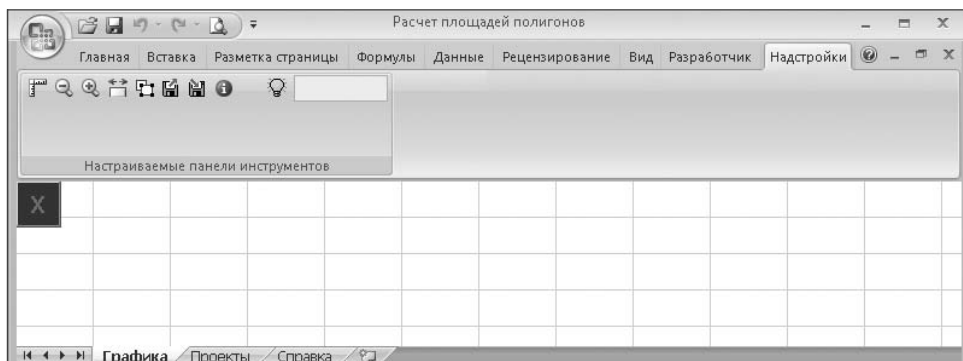 Расчет площадей полигонов
Главная Вставка Разметка страницы Формулы Данные Рецензирование Вид Разработчик Надстройки
Настраиваемые панели инструментов
X
Графика Проекты Справка